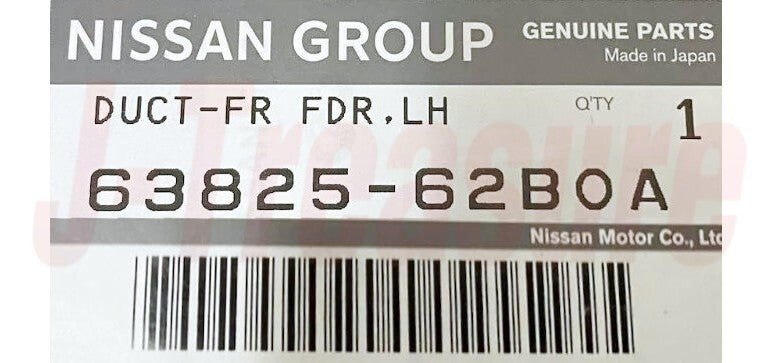 NISSAN GROUP GENUINE PARTS
Made in Japan
DUCT-FR FDR,LH Q'TY 1
63825-62B0A
Nissan Motor Co., Ltd
J-Treasure